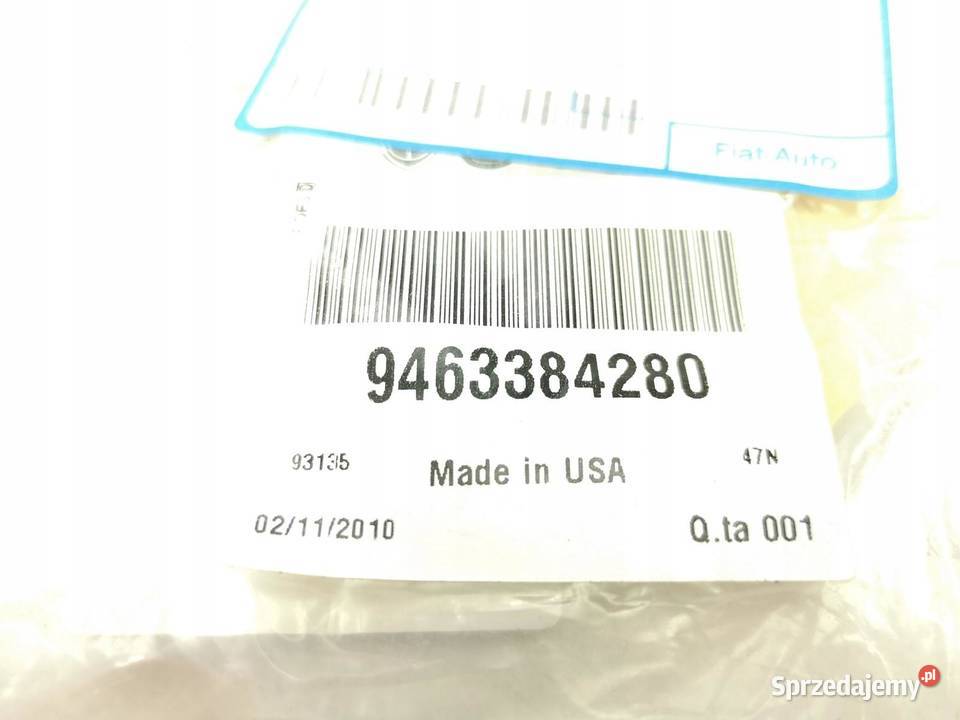 Fiat Auto
9463384280
93135
Made in USA
47N
02/11/2010
Q.ta 001
Sprzedajemy.pl